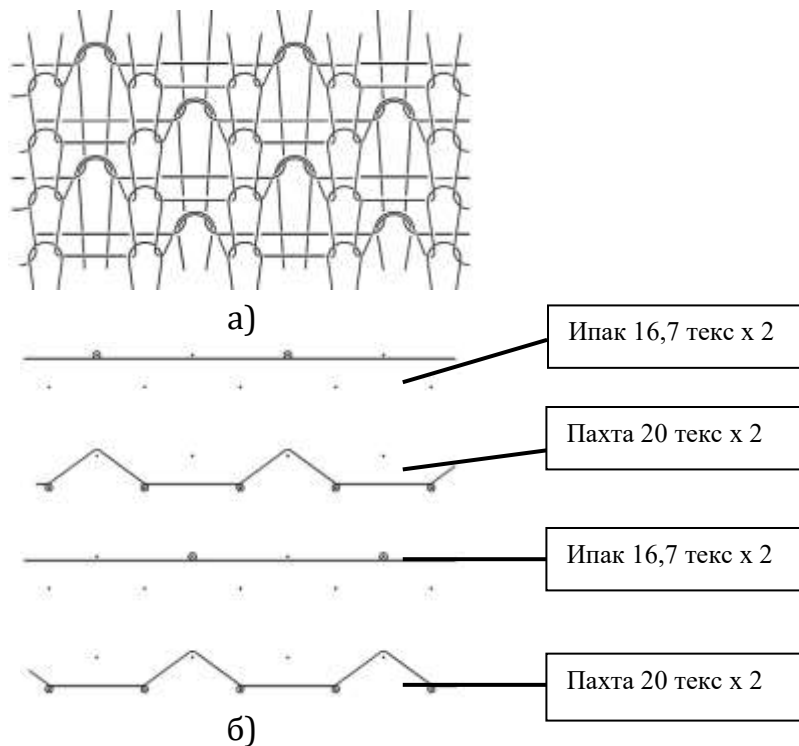 а)
Ипак 16,7 текс x 2
Пахта 20 текс x 2
Ипак 16,7 текс x 2
Пахта 20 текс x 2
б)